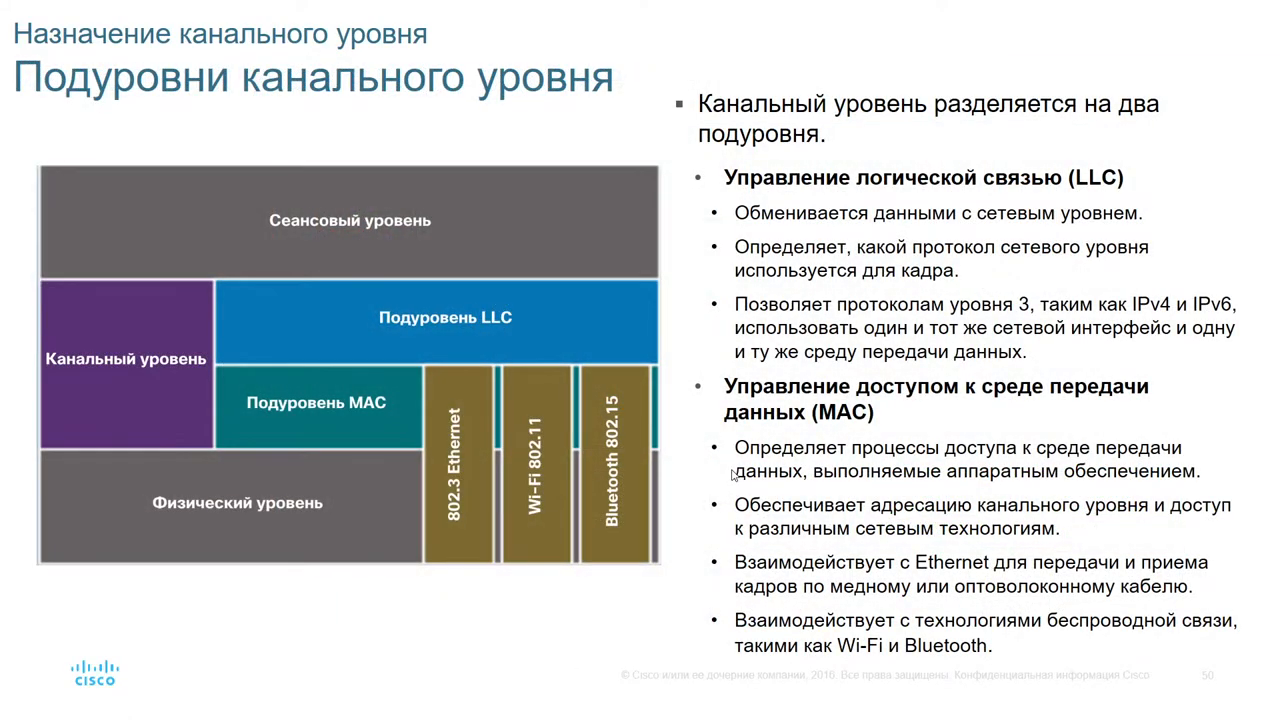 Назначение канального уровня
Подуровни канального уровня
Сеансовый уровень
Канальный уровень
Подуровень LLC
Подуровень MAC
802.3 Ethernet
Wi-Fi 802.11
Bluetooth 802.15
Физический уровень
Канальный уровень разделяется на два
подуровня.
Управление логической связью (LLC)
Обменивается данными с сетевым уровнем.
Определяет, какой протокол сетевого уровня
используется для кадра.
Позволяет протоколам уровня 3, таким как IPv4 и IPv6,
использовать один и тот же сетевой интерфейс и одну
и ту же среду передачи данных.
Управление доступом к среде передачи
данных (MAC)
Определяет процессы доступа к среде передачи
данных, выполняемые аппаратным обеспечением.
Обеспечивает адресацию канального уровня и доступ
к различным сетевым технологиям.
Взаимодействует с Ethernet для передачи и приема
кадров по медному или оптоволоконному кабелю.
Взаимодействует с технологиями беспроводной связи,
такими как Wi-Fi и Bluetooth.
CISCO
© Cisco и/или ее дочерние компании, 2016. Все права защищены. Конфиденциальная информация Cisco
50